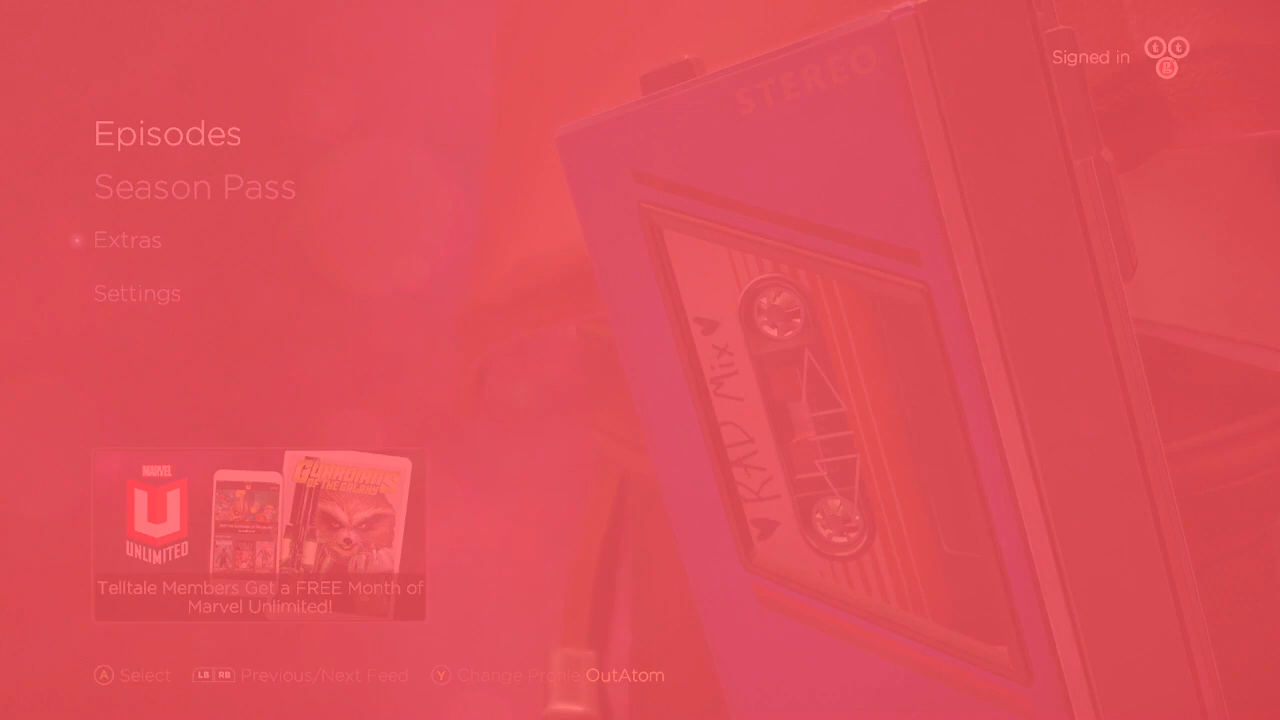 STEREO
Signed in
Episodes
Season Pass
Extras
Settings
RAD Mix
MARVEL
UNLIMITED
GUARDIANS
OF THE GALAXY
Telltale Members Get a FREE Month of
Marvel Unlimited!
A Select LB RB Previous/Next Feed Y Change Profile OutAtom